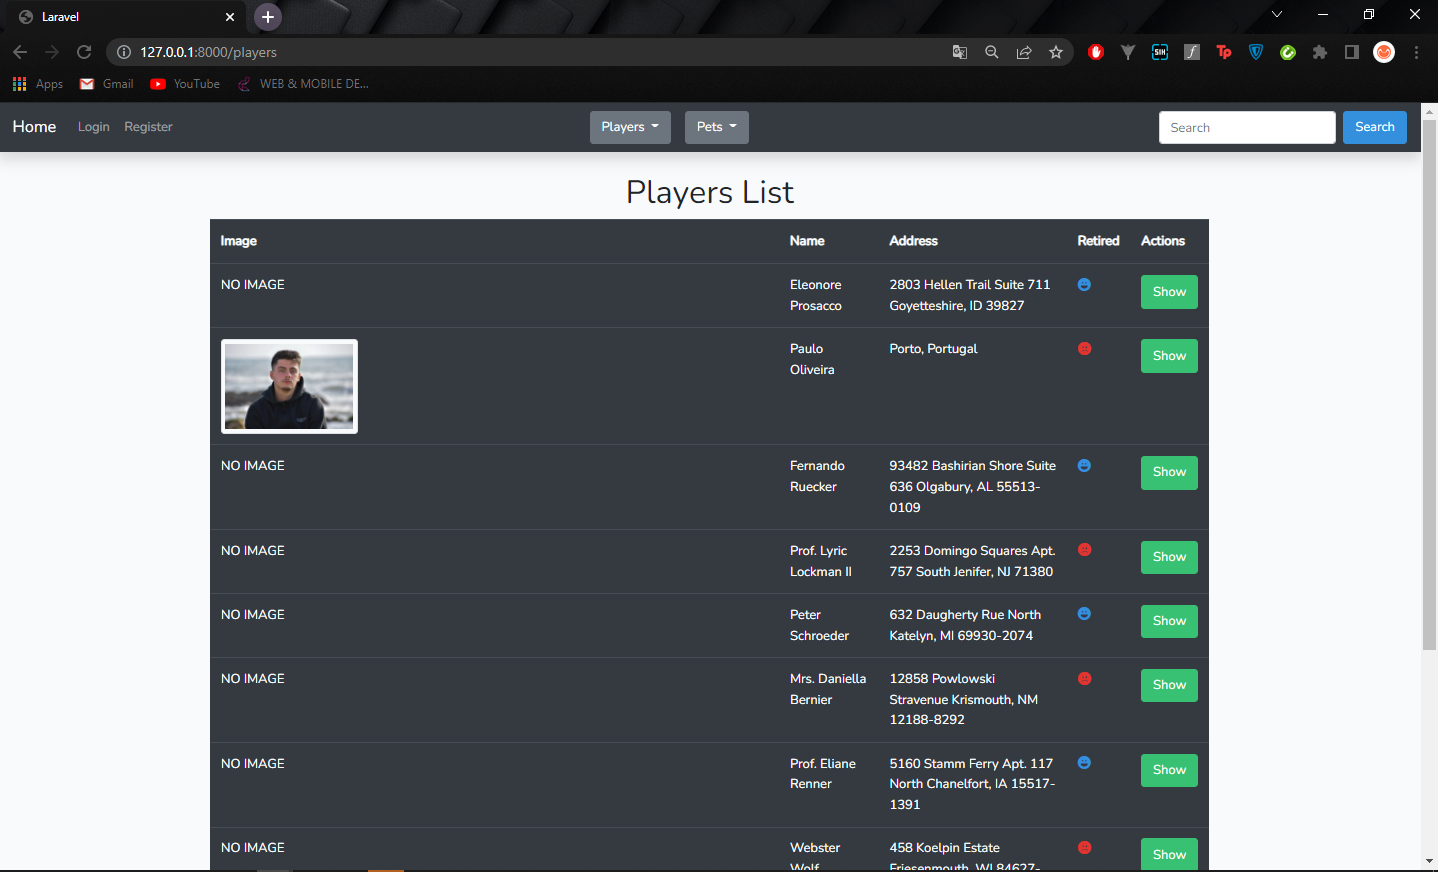 Laravel
127.0.0.1:8000/players
Apps
Gmail
YouTube
WEB & MOBILE DE...
Home
Login
Register
Players
Pets
Search
Search
Players List
Image Name Address Retired Actions
NO IMAGE
Eleonore
Prosacco
2803 Hellen Trail Suite 711
Goyetteshire, ID 39827
Show
Paulo
Oliveira
Porto, Portugal
Show
NO IMAGE
Fernando
Ruecker
93482 Bashirian Shore Suite
636 Olgabury, AL 55513-
0109
Show
NO IMAGE
Prof. Lyric
Lockman II
2253 Domingo Squares Apt.
757 South Jenifer, NJ 71380
Show
NO IMAGE
Peter
Schroeder
632 Daugherty Rue North
Katelyn, MI 69930-2074
Show
NO IMAGE
Mrs. Daniella
Bernier
12858 Powlowski
Stravenue Krismouth, NM
12188-8292
Show
NO IMAGE
Prof. Eliane
Renner
5160 Stamm Ferry Apt. 117
North Chanelfort, IA 15517-
1391
Show
NO IMAGE
Webster
Wolf
458 Koelpin Estate
Friesenmouth, WI 84627-
Show